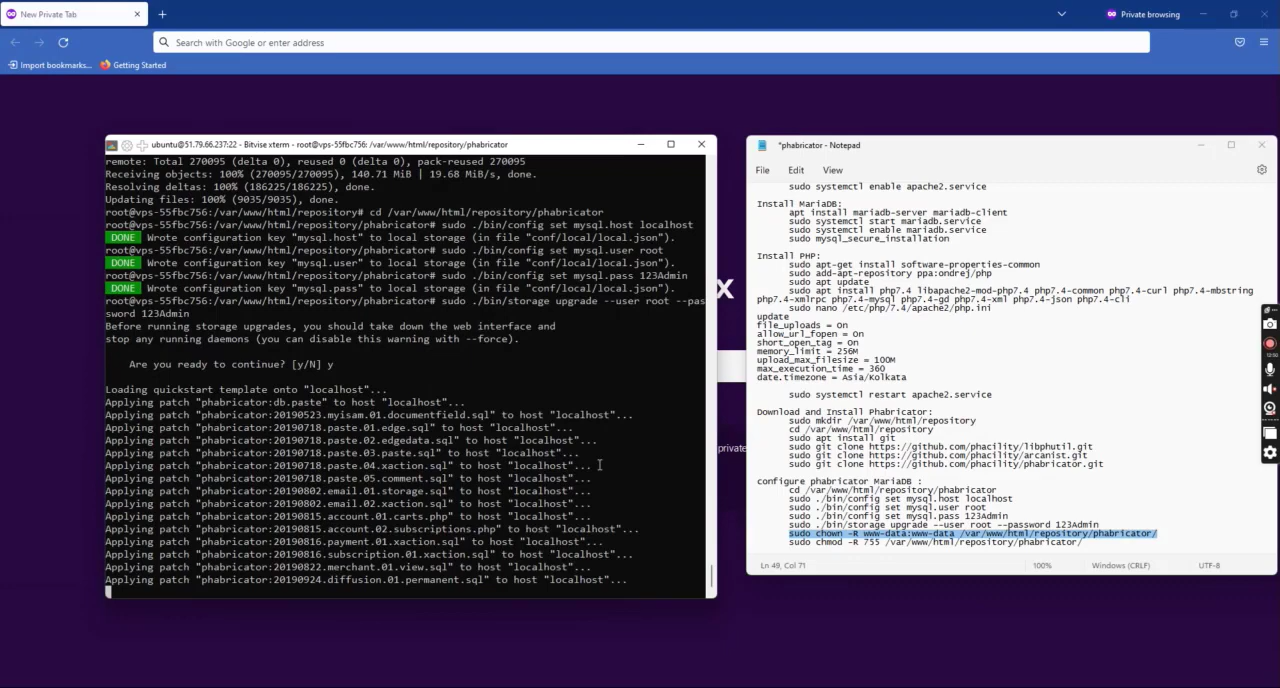 New Private Tab
Private browsing
Search with Google or enter address
Import bookmarks...
Getting Started
ubuntu@51.79.66.237:22 - Bitvise xterm - root@vps-55fbc756: /var/www/html/repository/phabricator
remote: Total 270095 (delta 0), reused 0 (delta 0), pack-reused 270095
Receiving objects: 100% (270095/270095), 140.71 MiB | 19.68 MiB/s, done.
Resolving deltas: 100% (186225/186225), done.
Updating files: 100% (9035/9035), done.
root@vps-55fbc756:/var/www/html/repository# cd /var/www/html/repository/phabricator
root@vps-55fbc756:/var/www/html/repository/phabricator# sudo ./bin/config set mysql.host localhost
DONE Wrote configuration key "mysql.host" to local storage (in file "conf/local/local.json").
root@vps-55fbc756:/var/www/html/repository/phabricator# sudo ./bin/config set mysql.user root
DONE Wrote configuration key "mysql.user" to local storage (in file "conf/local/local.json").
root@vps-55fbc756:/var/www/html/repository/phabricator# sudo ./bin/config set mysql.pass 123Admin
DONE Wrote configuration key "mysql.pass" to local storage (in file "conf/local/local.json").
root@vps-55fbc756:/var/www/html/repository/phabricator# sudo ./bin/storage upgrade --user root --pas
sword 123Admin
Before running storage upgrades, you should take down the web interface and
stop any running daemons (you can disable this warning with --force).
Are you ready to continue? [y/N] y
Loading quickstart template onto "localhost"...
Applying patch "phabricator:db.paste" to host "localhost"...
Applying patch "phabricator:20190523.myisam.01.documentfield.sql" to host "localhost"...
Applying patch "phabricator:20190718.paste.01.edge.sql" to host "localhost"...
Applying patch "phabricator:20190718.paste.02.edgedata.sql" to host "localhost"...
Applying patch "phabricator:20190718.paste.03.paste.sql" to host "localhost"...
Applying patch "phabricator:20190718.paste.04.xaction.sql" to host "localhost"...
Applying patch "phabricator:20190718.paste.05.comment.sql" to host "localhost"...
Applying patch "phabricator:20190802.email.01.storage.sql" to host "localhost"...
Applying patch "phabricator:20190802.email.02.xaction.sql" to host "localhost"...
Applying patch "phabricator:20190815.account.01.carts.php" to host "localhost"...
Applying patch "phabricator:20190815.account.02.subscriptions.php" to host "localhost"...
Applying patch "phabricator:20190816.payment.01.xaction.sql" to host "localhost"...
Applying patch "phabricator:20190816.subscription.01.xaction.sql" to host "localhost"...
Applying patch "phabricator:20190822.merchant.01.view.sql" to host "localhost"...
Applying patch "phabricator:20190924.diffusion.01.permanent.sql" to host "localhost"...
x
private
*phabricator - Notepad
File Edit View
sudo systemctl enable apache2.service
Install MariaDB:
apt install mariadb-server mariadb-client
sudo systemctl start mariadb.service
sudo systemctl enable mariadb.service
sudo mysql_secure_installation
Install PHP:
sudo apt-get install software-properties-common
sudo add-apt-repository ppa:ondrej/php
sudo apt update
sudo apt install php7.4 libapache2-mod-php7.4 php7.4-common php7.4-curl php7.4-mbstring
php7.4-xmlrpc php7.4-mysql php7.4-gd php7.4-xml php7.4-json php7.4-cli
sudo nano /etc/php/7.4/apache2/php.ini
update
file_uploads = On
allow_url_fopen = On
short_open_tag = On
memory_limit = 256M
upload_max_filesize = 100M
max_execution_time = 360
date.timezone = Asia/Kolkata
sudo systemctl restart apache2.service
Download and Install Phabricator:
sudo mkdir /var/www/html/repository
cd /var/www/html/repository
sudo apt install git
sudo git clone https://github.com/phacility/libphutil.git
sudo git clone https://github.com/phacility/arcanist.git
sudo git clone https://github.com/phacility/phabricator.git
configure phabricator MariaDB :
cd /var/www/html/repository/phabricator
sudo ./bin/config set mysql.host localhost
sudo ./bin/config set mysql.user root
sudo ./bin/config set mysql.pass 123Admin
sudo ./bin/storage upgrade --user root --password 123Admin
sudo chown -R www-data:www-data /var/www/html/repository/phabricator/
sudo chmod -R 755 /var/www/html/repository/phabricator/
Ln 49, Col 71
100%
Windows (CRLF)
UTF-8